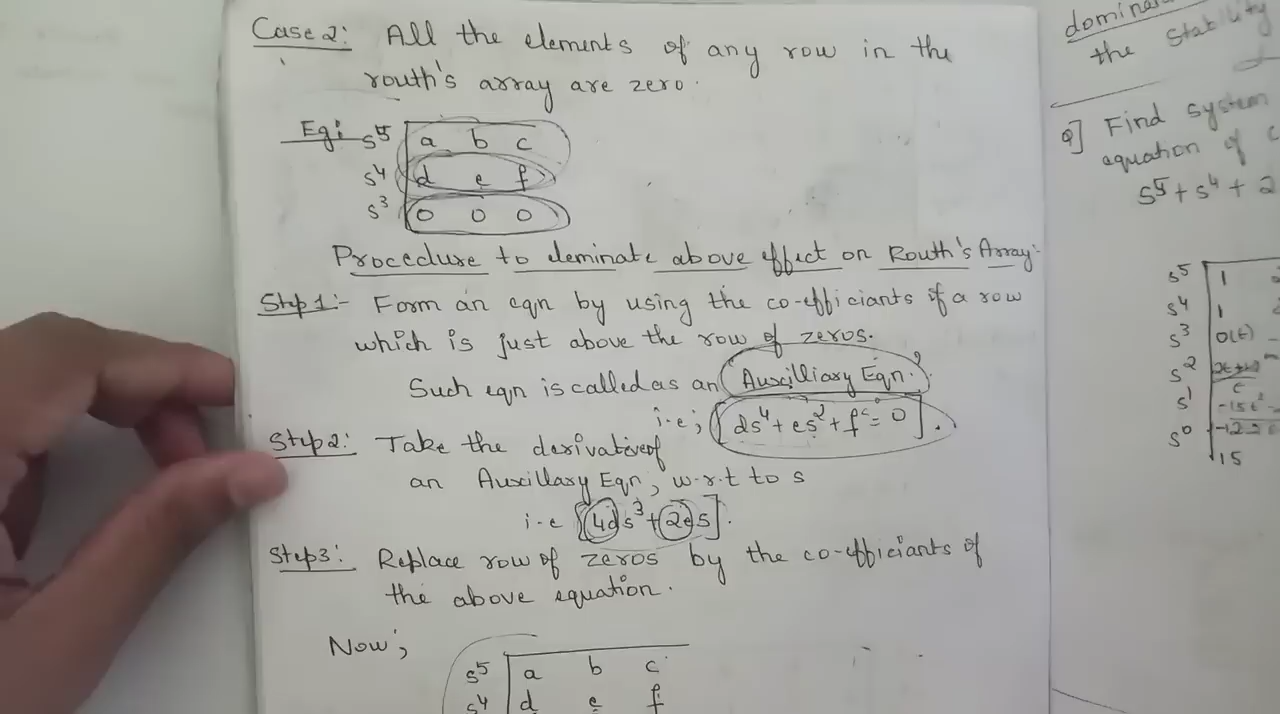 Case 2: All the elements of any row in the
routh's array are zero.
Eg: s⁵ a b c
s⁴ d e f
s³ 0 0 0
Procedure to eleminate above effect on Routh's Array:-
Step 1:- Form an eqn by using the co-efficiants of a row
which is just above the row of zeros.
Such eqn is called as an Auxilliary Eqn.
i.e; [ds⁴ + es² + fs⁰ = 0].
Step 2: Take the derivative of
an Auxillary Eqn, w.r.t to s
i.e [4ds³ + 2es].
Step 3: Replace row of zeros by the co-efficiants of
the above equation.
Now;
s⁵ a b c
s⁴ d e f
the stability
Q] Find system
equation of
s⁵ + s⁴ + 2
s⁵ 1
s⁴ 1
s³ 0(ε)
s²
s¹
s⁰
15